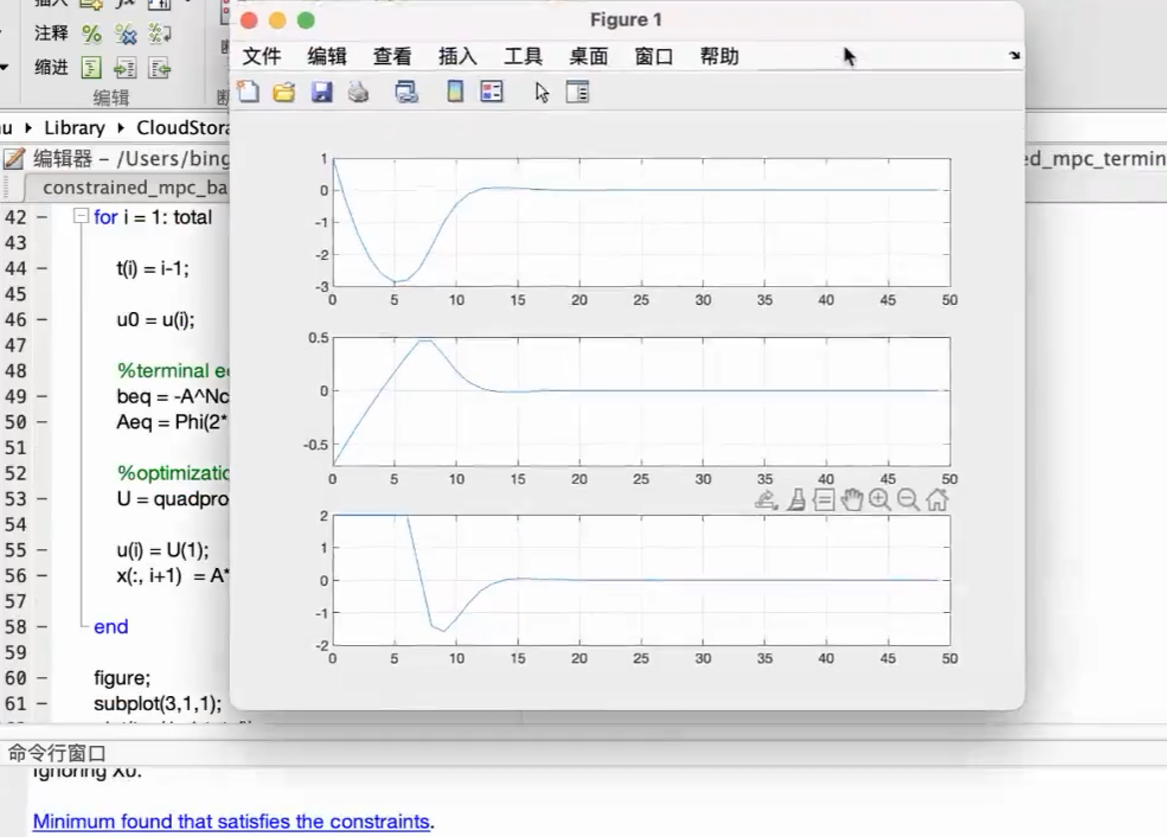 插入
fx
Figure 1
注释
文件 编辑 查看 插入 工具 桌面 窗口 帮助
缩进
编辑
Library
CloudStora
编辑器 – /Users/bing
ed_mpc_termin
constrained_mpc_ba
42 – for i = 1: total
43
44 – t(i) = i-1;
45
46 – u0 = u(i);
47
48 %terminal e
49 – beq = -A^Nc
50 – Aeq = Phi(2*
51
52 %optimizatio
53 – U = quadpro
54
55 – u(i) = U(1);
56 – x(:, i+1) = A*
57
58 – end
59
60 – figure;
61 – subplot(3,1,1);
1
0
-1
-2
-3
0 5 10 15 20 25 30 35 40 45 50
0.5
0
-0.5
0 5 10 15 20 25 30 35 40 45 50
2
1
0
-1
-2
0 5 10 15 20 25 30 35 40 45 50
命令行窗口
Ignoring X0.
Minimum found that satisfies the constraints.